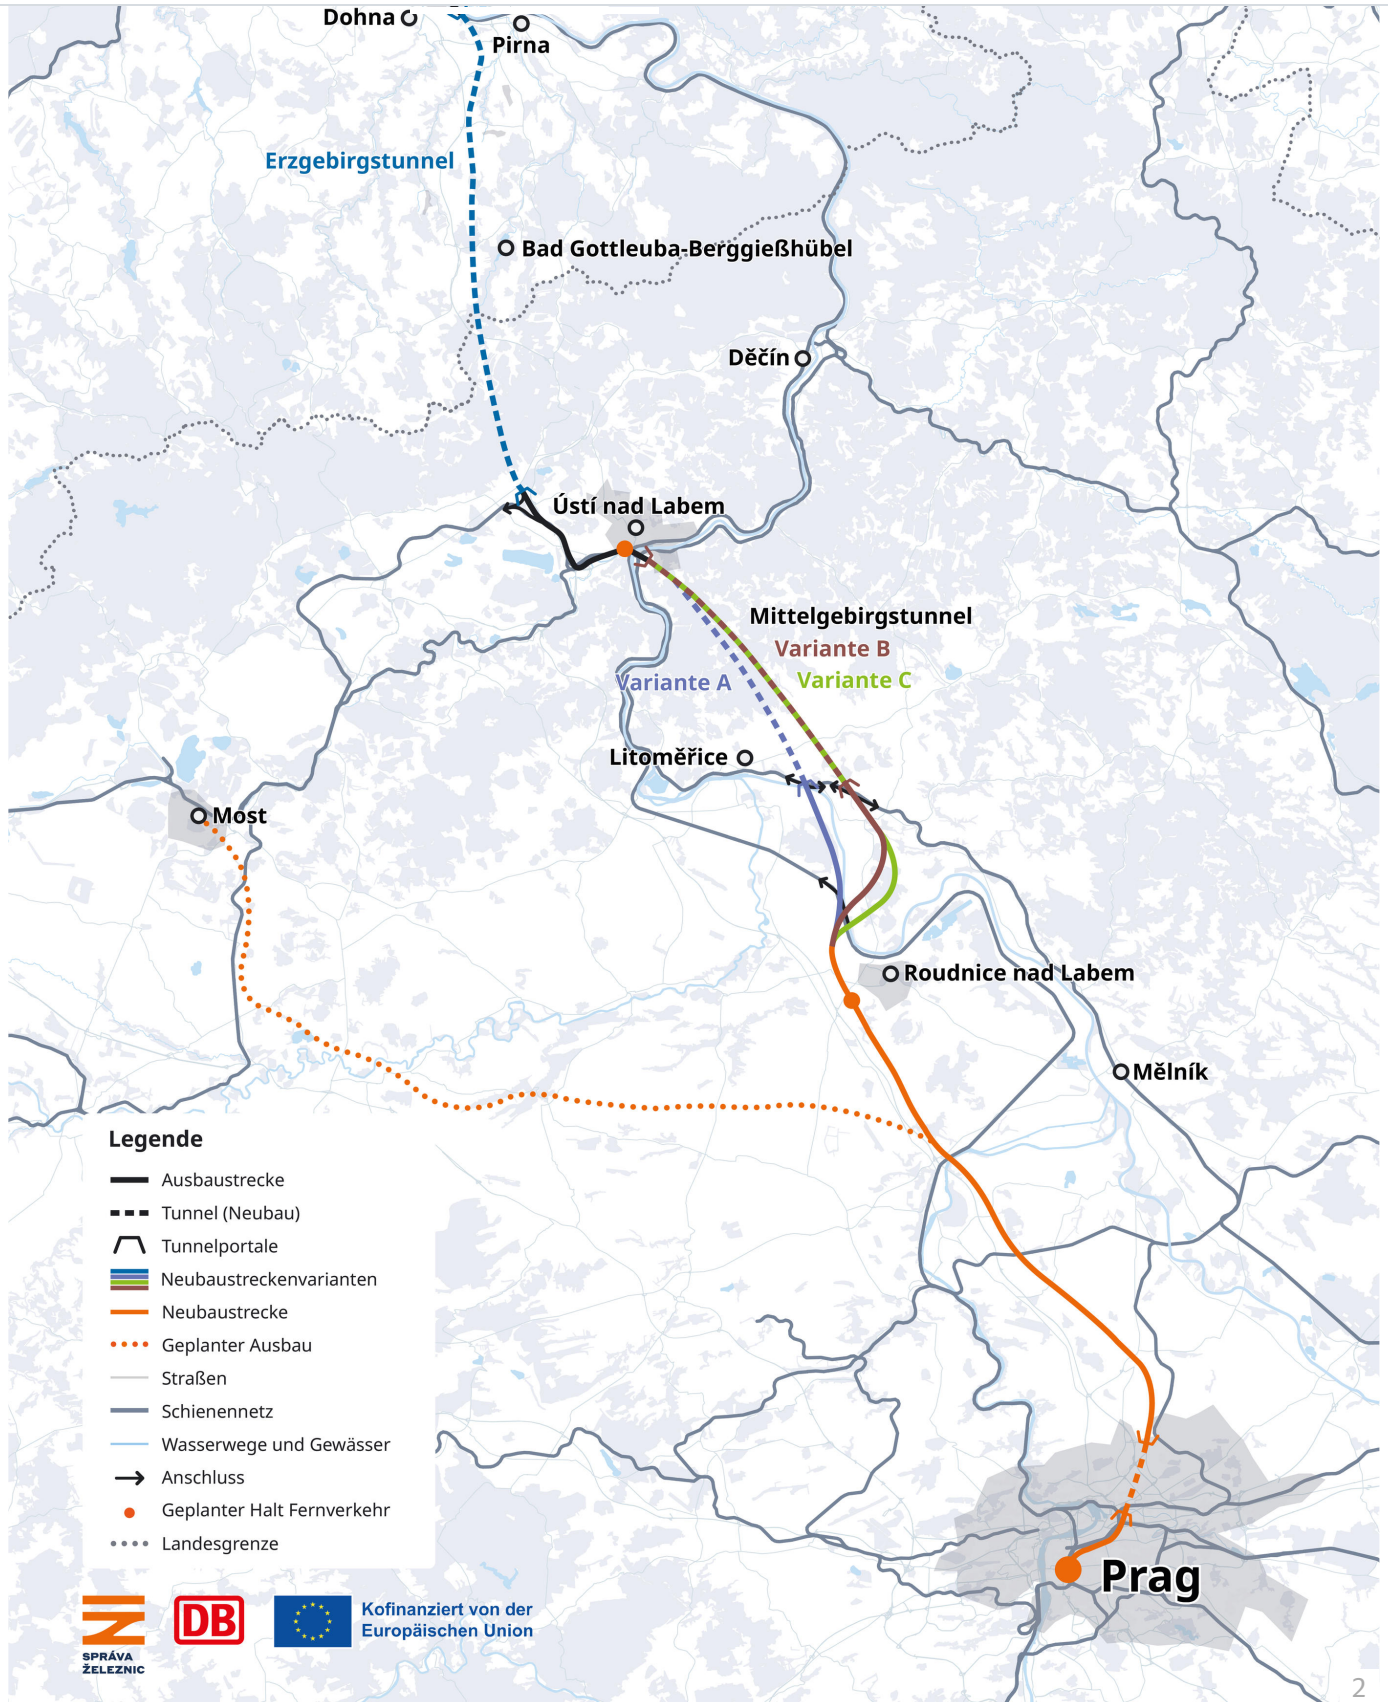 Dohna
Pirna
Erzgebirgstunnel
Bad Gottleuba-Berggießhübel
Děčín
Ústí nad Labem
Mittelgebirgstunnel
Variante B
Variante A
Variante C
Litoměřice
Most
Roudnice nad Labem
Mělník
Legende
Ausbaustrecke
Tunnel (Neubau)
Tunnelportale
Neubaustreckenvarianten
Neubaustrecke
Geplanter Ausbau
Straßen
Schienennetz
Wasserwege und Gewässer
Anschluss
Geplanter Halt Fernverkehr
Landesgrenze
Prag
DB
Kofinanziert von der
Europäischen Union
SPRÁVA
ŽELEZNIC
2